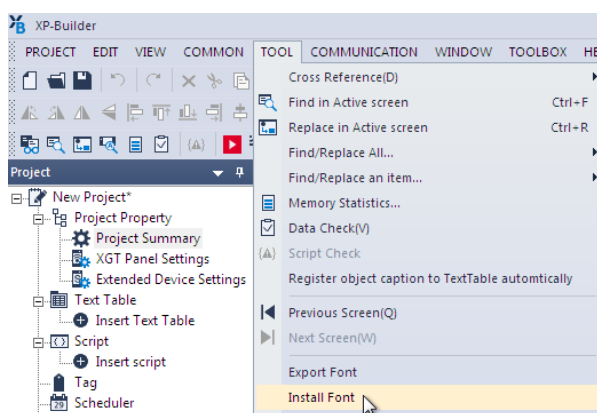 XP-Builder
PROJECT EDIT VIEW COMMON TOOL COMMUNICATION WINDOW TOOLBOX HE
Project
New Project*
Project Property
Project Summary
XGT Panel Settings
Extended Device Settings
Text Table
Insert Text Table
Script
Insert script
Tag
Scheduler
Cross Reference(D)
Find in Active screen Ctrl+F
Replace in Active screen Ctrl+R
Find/Replace All...
Find/Replace an item...
Memory Statistics...
Data Check(V)
Script Check
Register object caption to TextTable automtically
Previous Screen(Q)
Next Screen(W)
Export Font
Install Font